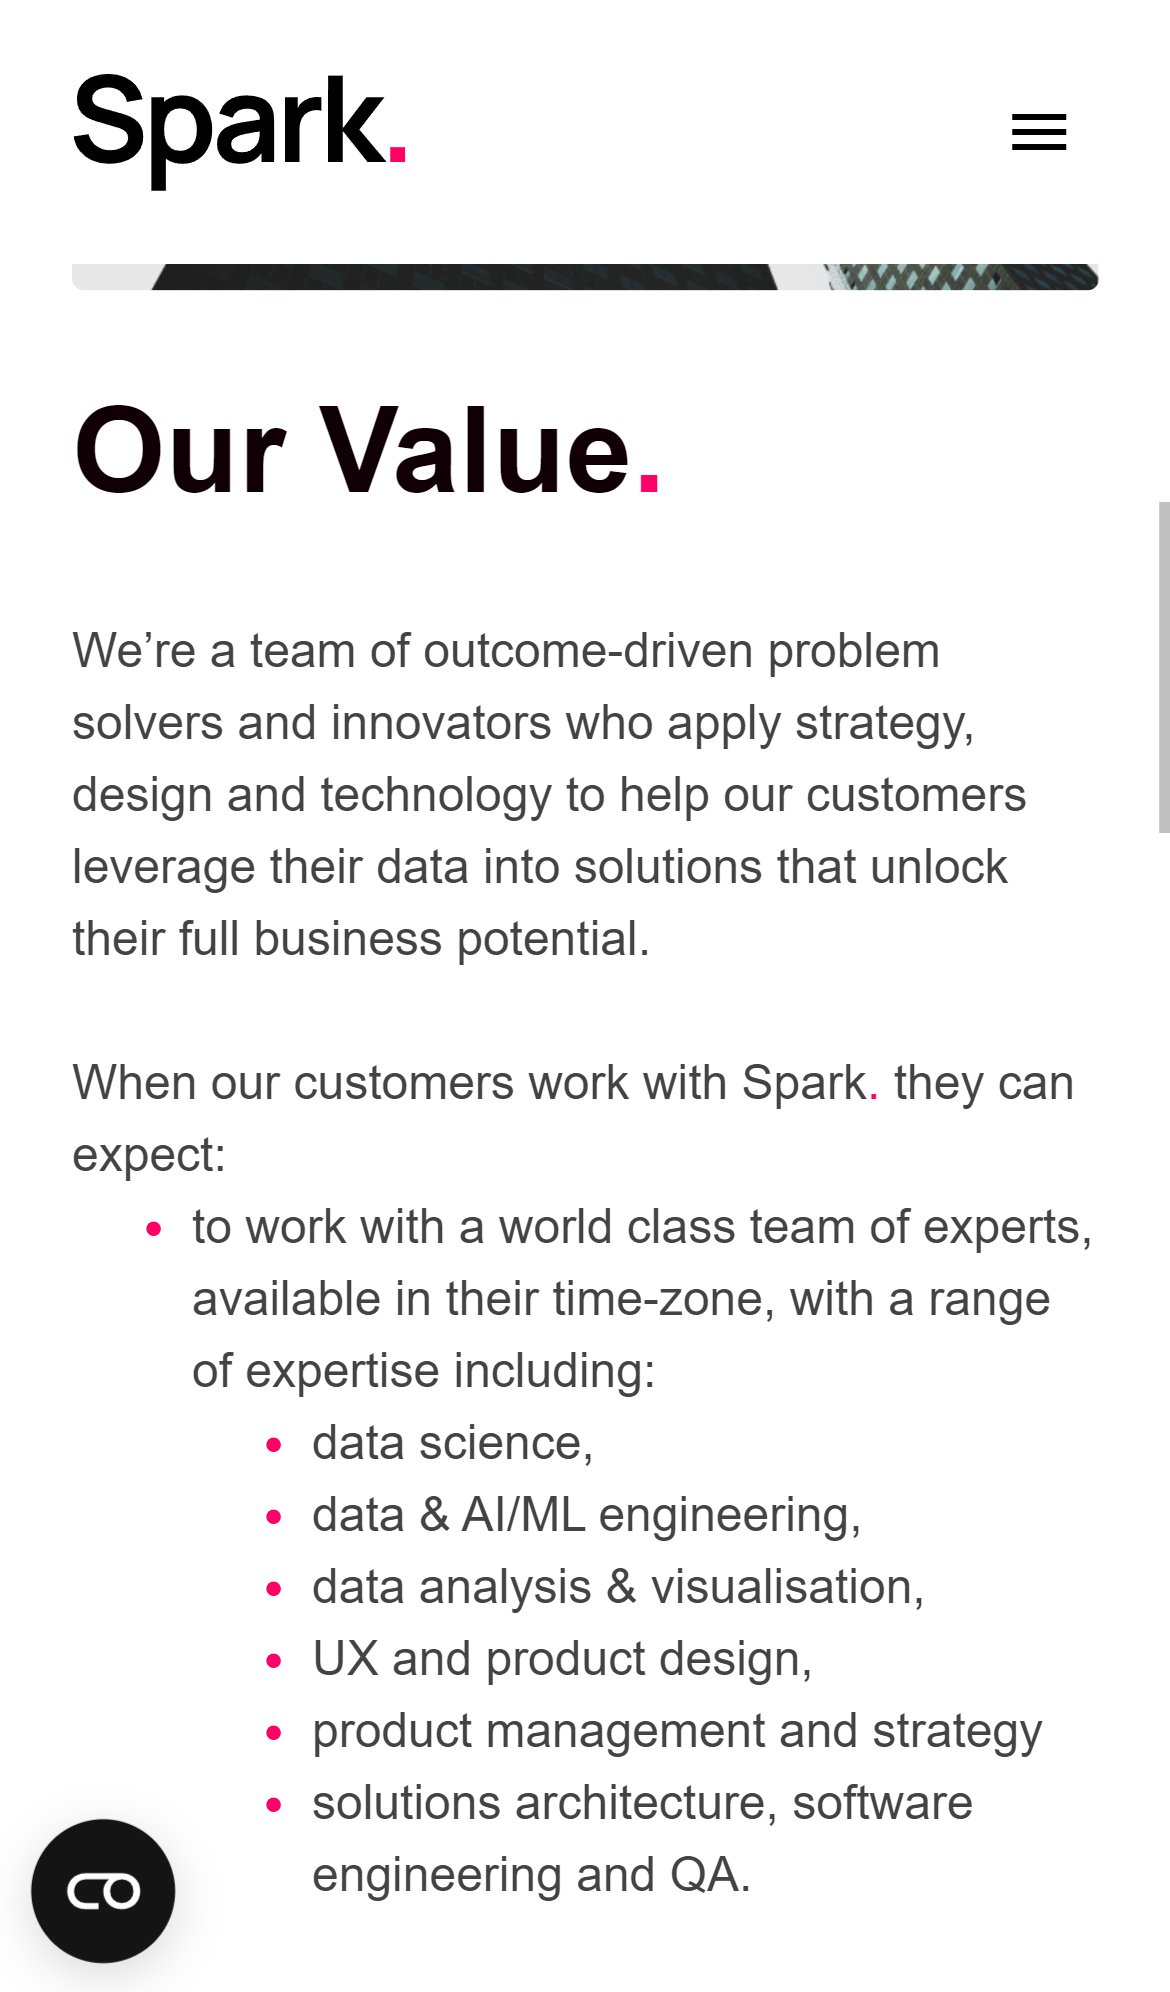 Spark.
Our Value.
We’re a team of outcome-driven problem
solvers and innovators who apply strategy,
design and technology to help our customers
leverage their data into solutions that unlock
their full business potential.
When our customers work with Spark. they can
expect:
• to work with a world class team of experts,
available in their time-zone, with a range
of expertise including:
• data science,
• data & AI/ML engineering,
• data analysis & visualisation,
• UX and product design,
• product management and strategy
• solutions architecture, software
engineering and QA.